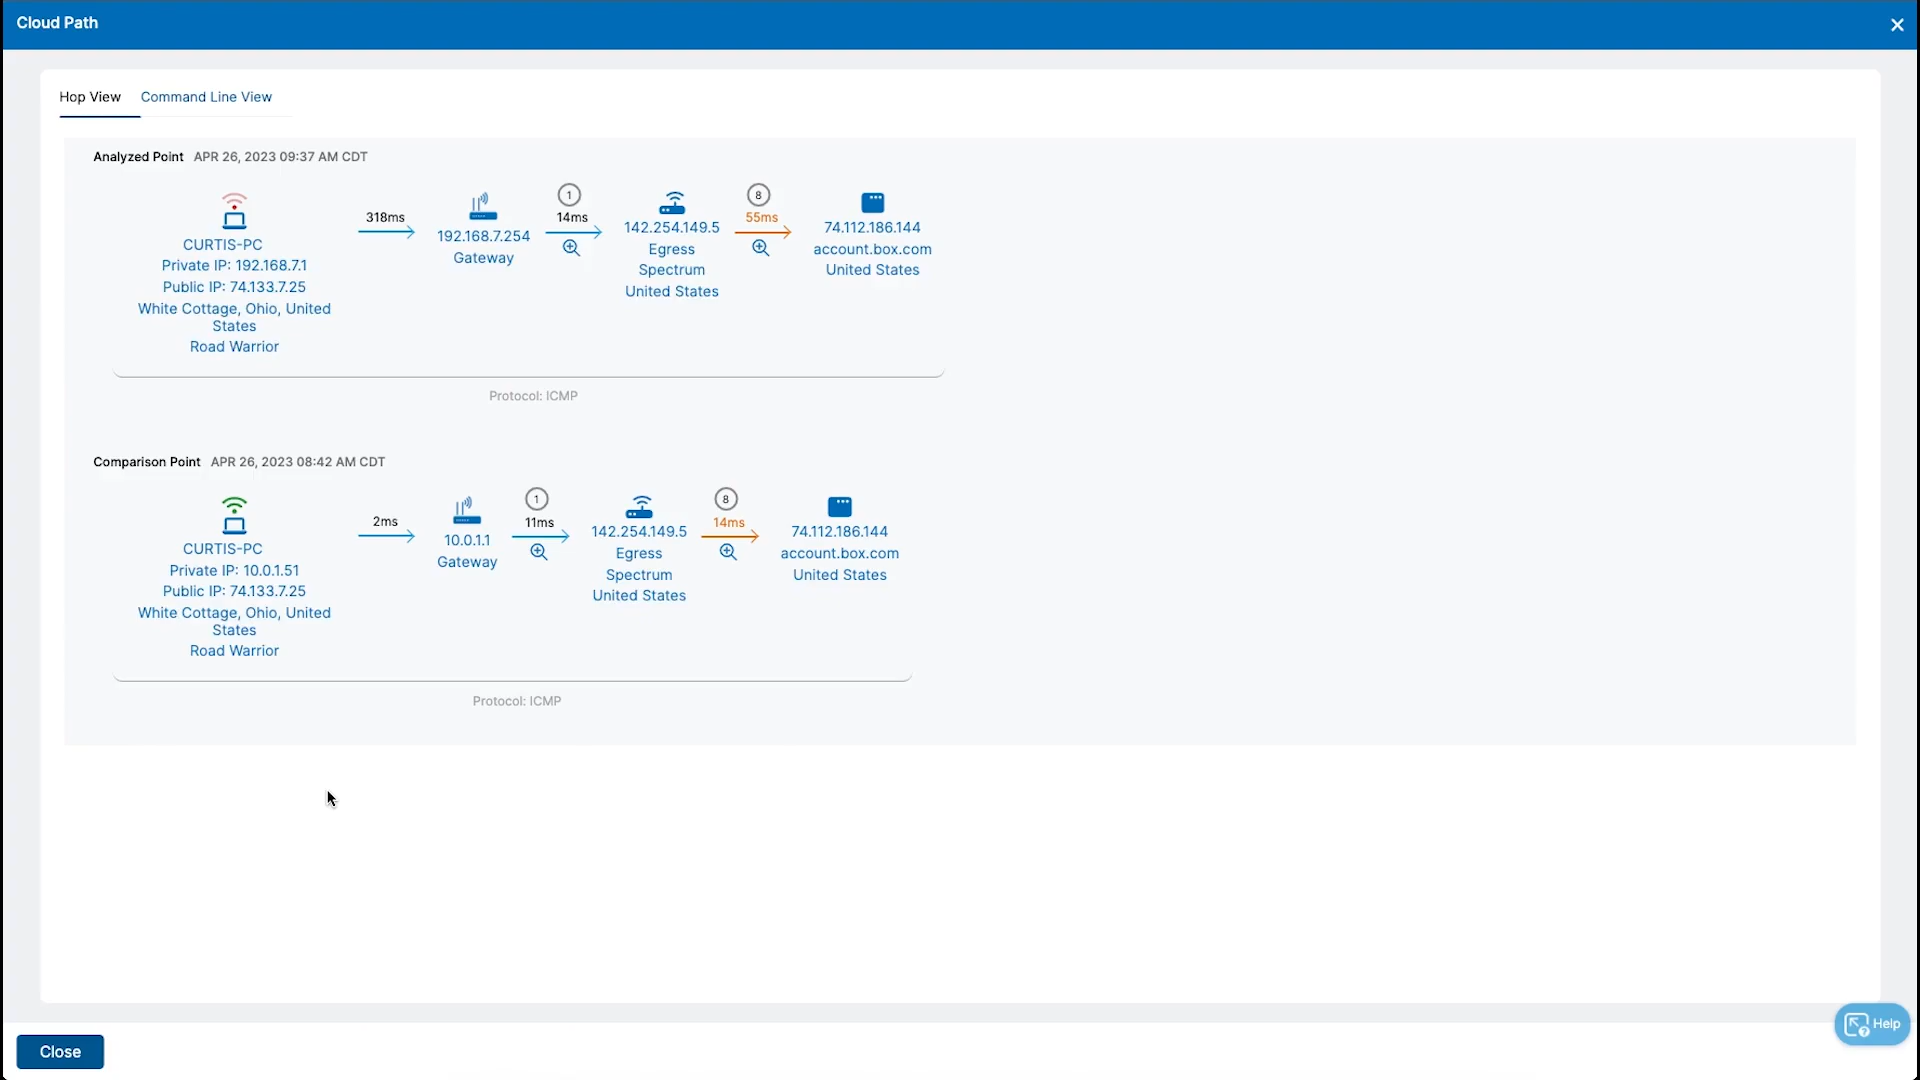 Cloud Path
Hop View
Command Line View
Analyzed Point APR 26, 2023 09:37 AM CDT
CURTIS-PC
Private IP: 192.168.7.1
Public IP: 74.133.7.25
White Cottage, Ohio, United
States
Road Warrior
318ms
192.168.7.254
Gateway
1
14ms
142.254.149.5
Egress
Spectrum
United States
8
55ms
74.112.186.144
account.box.com
United States
Protocol: ICMP
Comparison Point APR 26, 2023 08:42 AM CDT
CURTIS-PC
Private IP: 10.0.1.51
Public IP: 74.133.7.25
White Cottage, Ohio, United
States
Road Warrior
2ms
10.0.1.1
Gateway
1
11ms
142.254.149.5
Egress
Spectrum
United States
8
14ms
74.112.186.144
account.box.com
United States
Protocol: ICMP
Help
Close